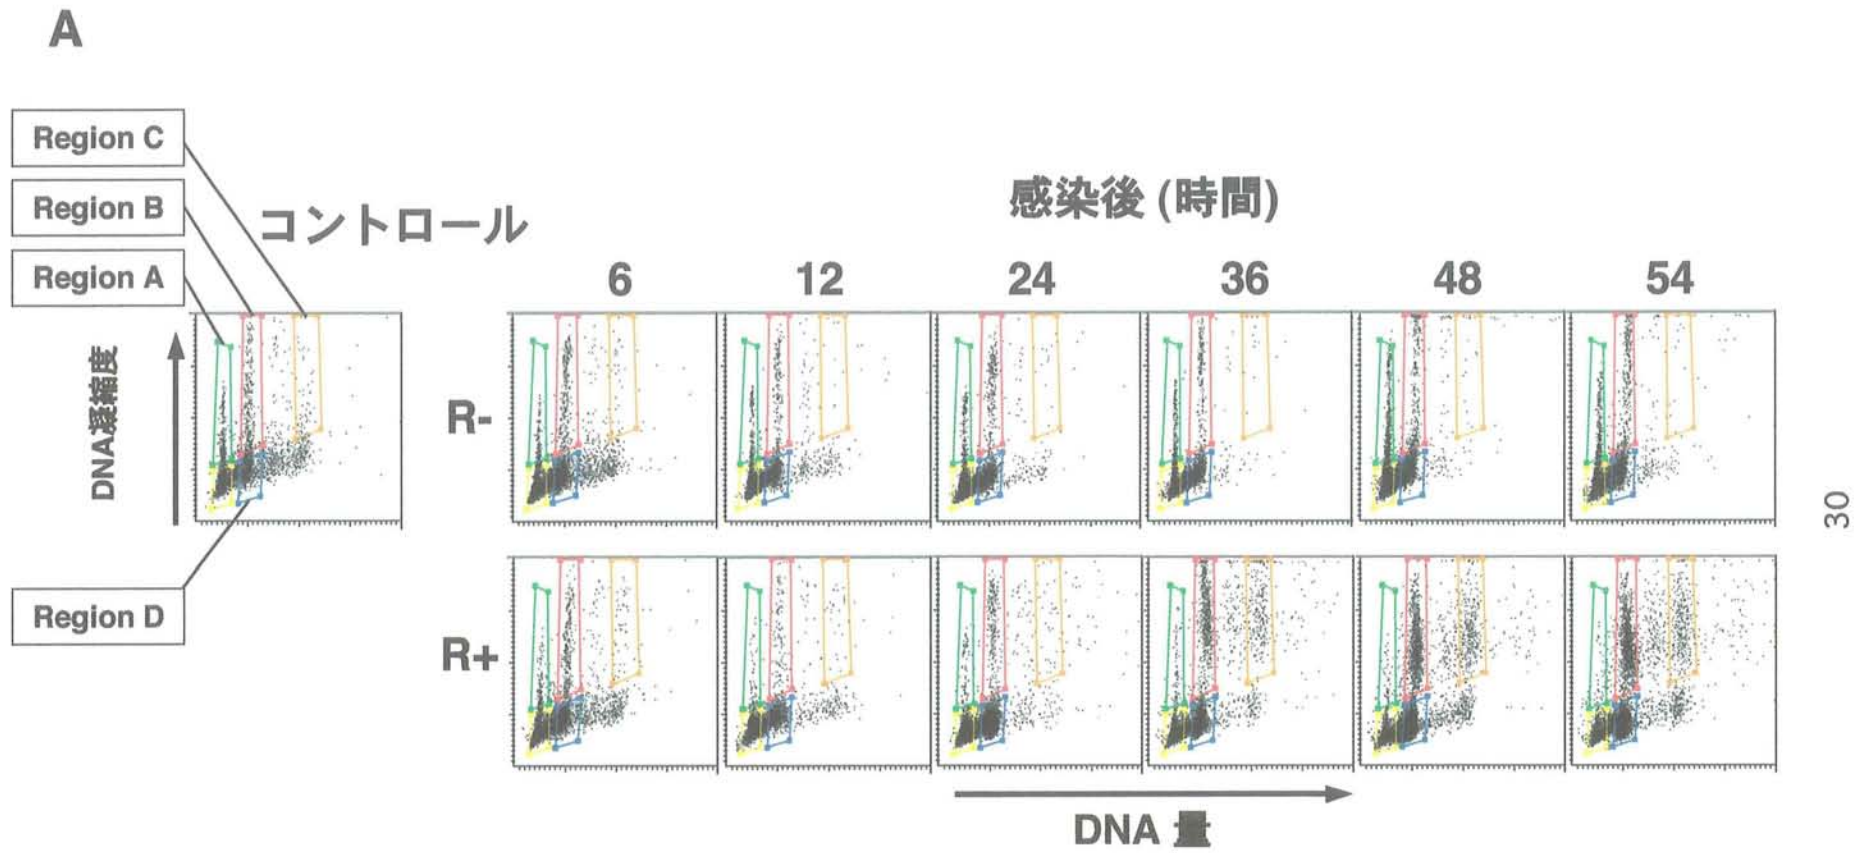 A
Region C
Region B
Region A
Region D
コントロール
感染後 (時間)
6 12 24 36 48 54
DNA凝縮度
R-
R+
DNA 量
30